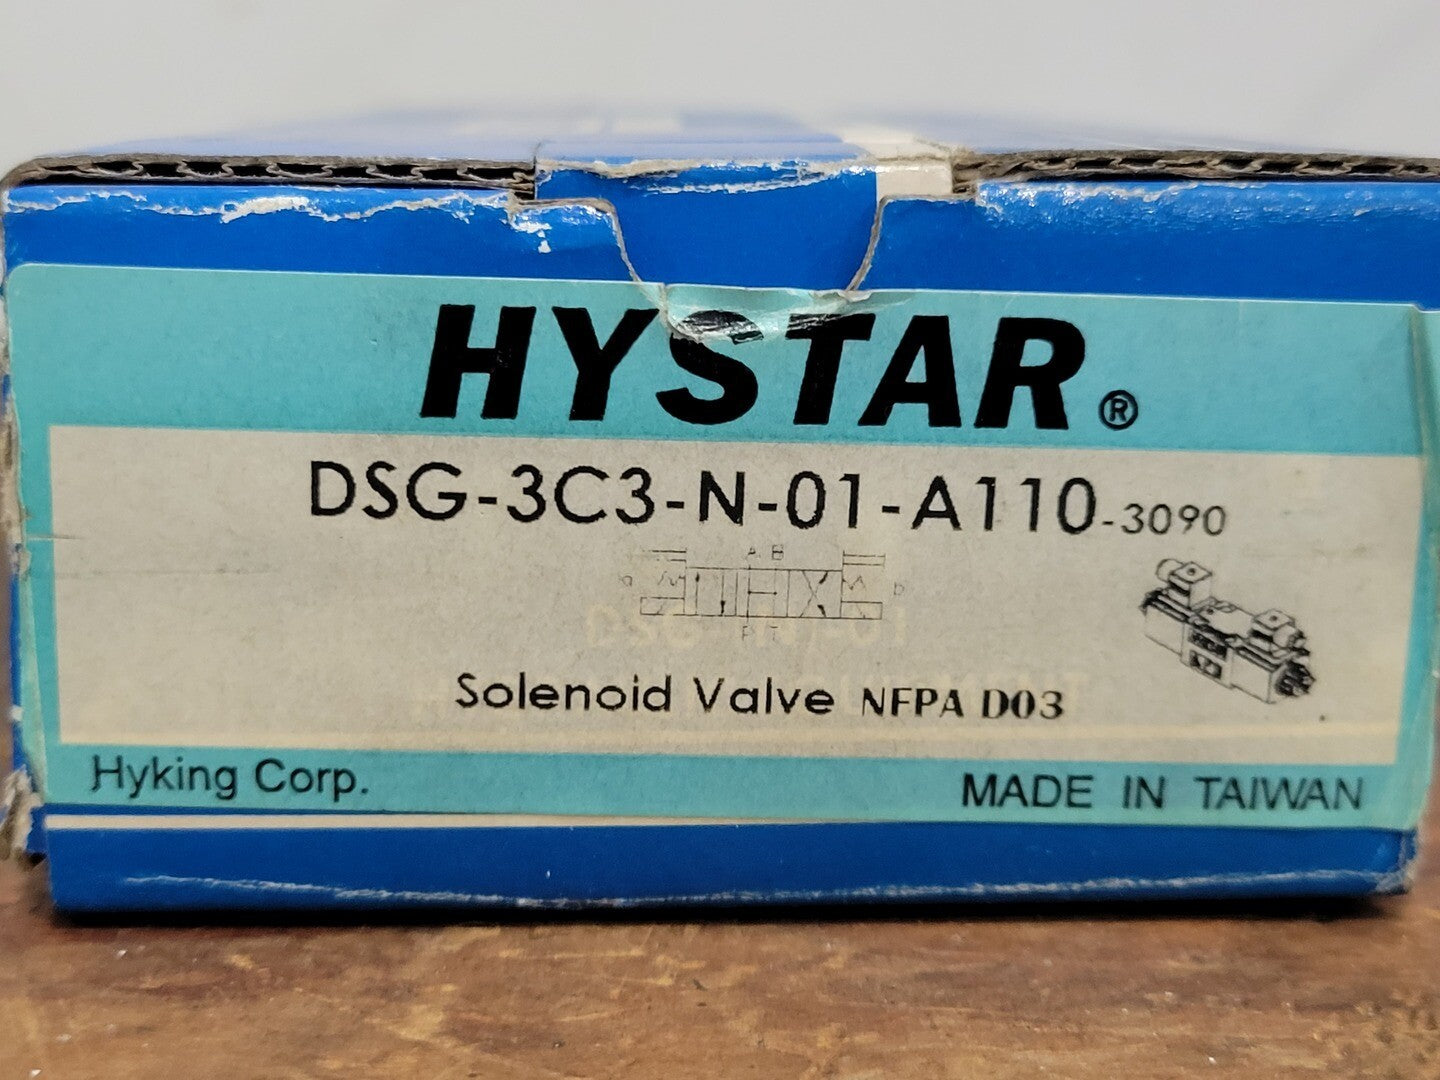 HYSTAR®
DSG-3C3-N-01-A110-3090
A B
a b
P T
Solenoid Valve NFPA D03
Hyking Corp.
MADE IN TAIWAN